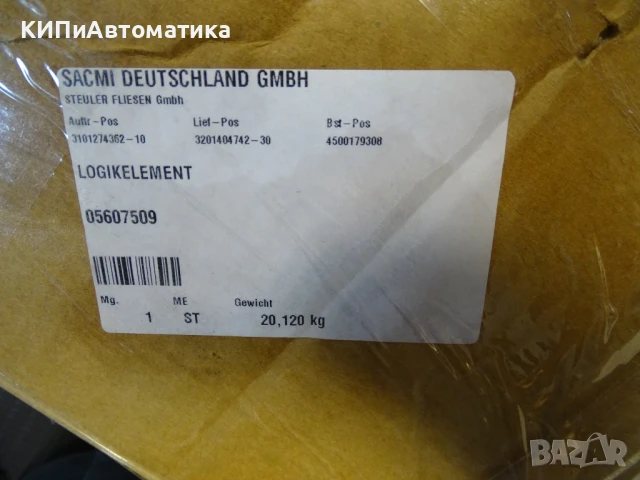 КИПиАвтоматика
SACMI DEUTSCHLAND GMBH
STEULER FLIESEN Gmbh
Auftr-Pos Lief-Pos Bst-Pos
3101274362-10 3201404742-30 4500179308
LOGIKELEMENT
05607509
Mg. ME Gewicht
1 ST 20,120 kg
BAZAR